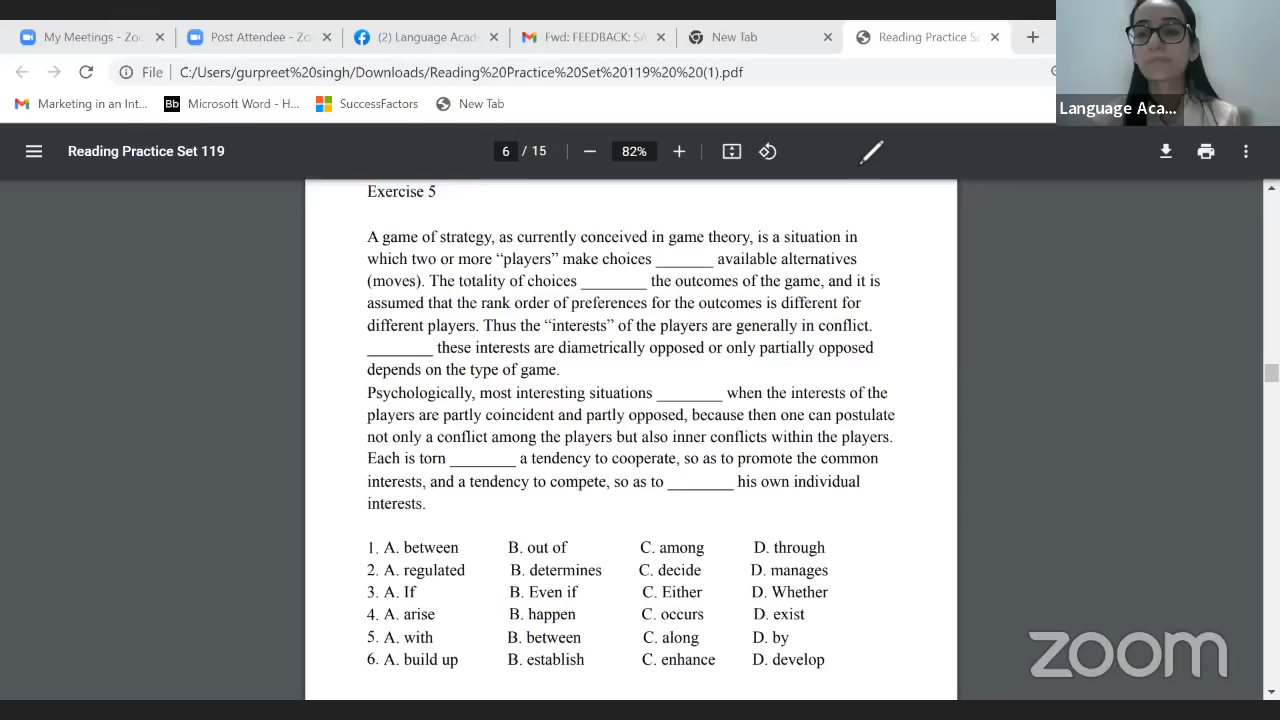 My Meetings - Zoo
Post Attendee - Zo
(2) Language Acad
Fwd: FEEDBACK: SA
New Tab
Reading Practice Se
File C:/Users/gurpreet%20singh/Downloads/Reading%20Practice%20Set%20119%20%20(1).pdf
Marketing in an Int...
Bb Microsoft Word - H...
SuccessFactors
New Tab
Language Aca...
Reading Practice Set 119
6 / 15
82%
Exercise 5
A game of strategy, as currently conceived in game theory, is a situation in
which two or more “players” make choices _______ available alternatives
(moves). The totality of choices ________ the outcomes of the game, and it is
assumed that the rank order of preferences for the outcomes is different for
different players. Thus the “interests” of the players are generally in conflict.
________ these interests are diametrically opposed or only partially opposed
depends on the type of game.
Psychologically, most interesting situations ________ when the interests of the
players are partly coincident and partly opposed, because then one can postulate
not only a conflict among the players but also inner conflicts within the players.
Each is torn ________ a tendency to cooperate, so as to promote the common
interests, and a tendency to compete, so as to ________ his own individual
interests.
1. A. between B. out of C. among D. through
2. A. regulated B. determines C. decide D. manages
3. A. If B. Even if C. Either D. Whether
4. A. arise B. happen C. occurs D. exist
5. A. with B. between C. along D. by
6. A. build up B. establish C. enhance D. develop
zoom